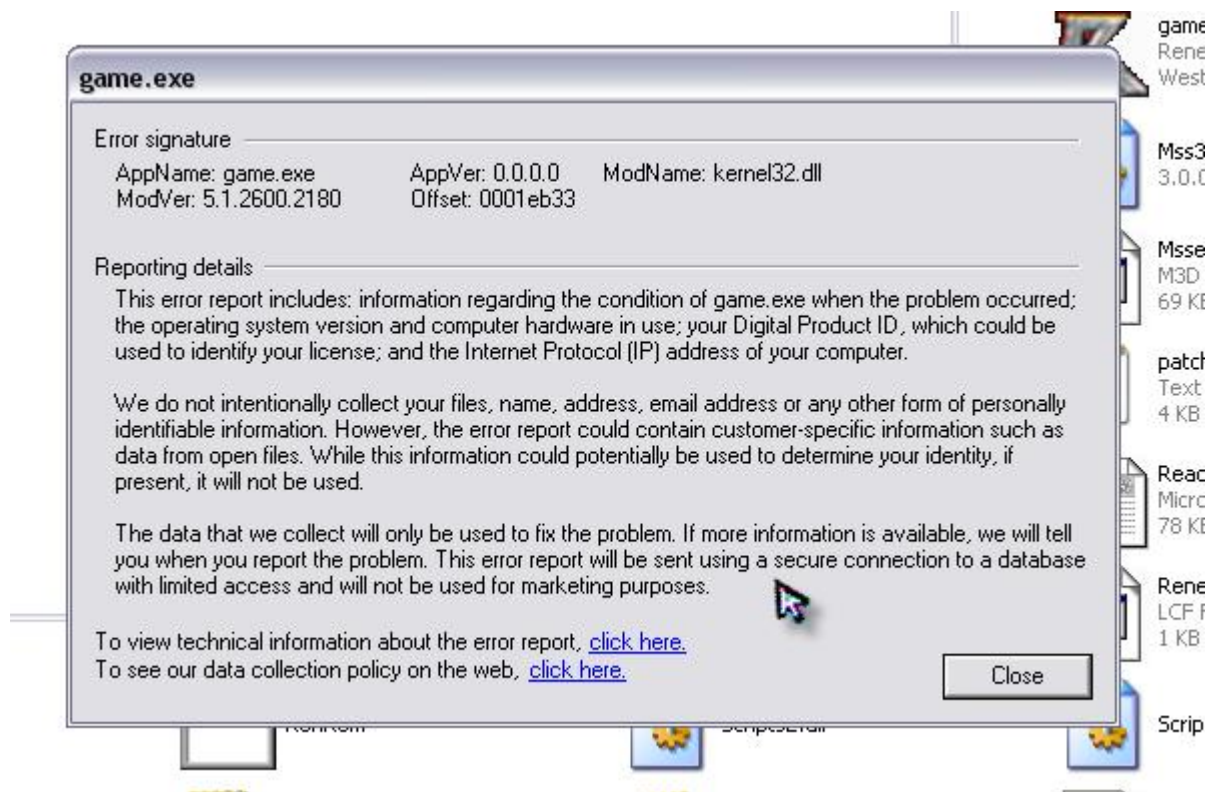 game.exe
Error signature
AppName: game.exe AppVer: 0.0.0.0 ModName: kernel32.dll
ModVer: 5.1.2600.2180 Offset: 0001eb33
Reporting details
This error report includes: information regarding the condition of game.exe when the problem occurred;
the operating system version and computer hardware in use; your Digital Product ID, which could be
used to identify your license; and the Internet Protocol (IP) address of your computer.
We do not intentionally collect your files, name, address, email address or any other form of personally
identifiable information. However, the error report could contain customer-specific information such as
data from open files. While this information could potentially be used to determine your identity, if
present, it will not be used.
The data that we collect will only be used to fix the problem. If more information is available, we will tell
you when you report the problem. This error report will be sent using a secure connection to a database
with limited access and will not be used for marketing purposes.
To view technical information about the error report, click here.
To see our data collection policy on the web, click here.
Close
game
Rene
West
Mss3
3.0.0
Msse
M3D
69 KB
patch
Text
4 KB
Read
Micro
78 KB
Rene
LCF F
1 KB
Scrip